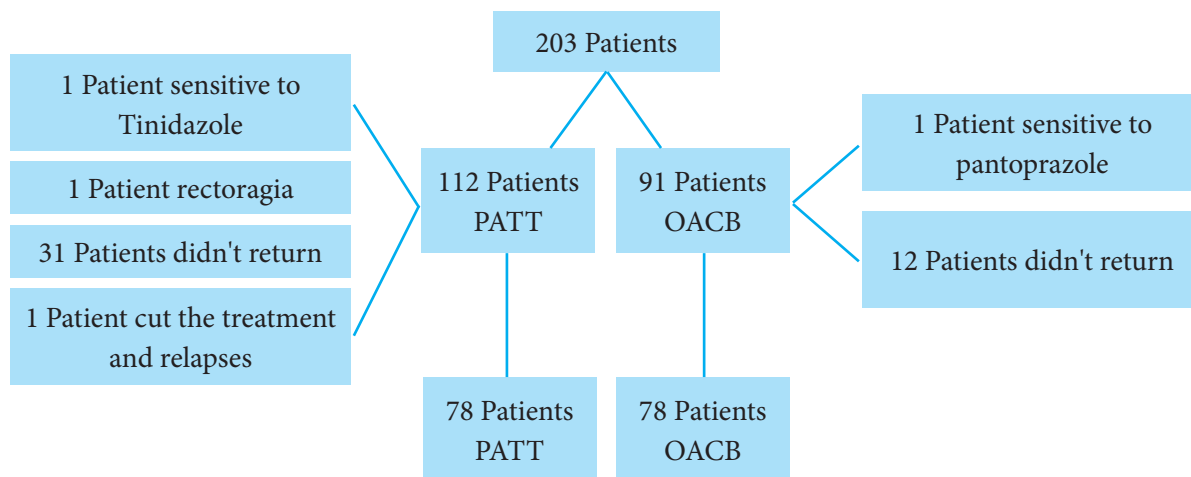 203 Patients
1 Patient sensitive to
Tinidazole
1 Patient rectoragia
31 Patients didn't return
1 Patient cut the treatment
and relapses
112 Patients
PATT
91 Patients
OACB
1 Patient sensitive to
pantoprazole
12 Patients didn't return
78 Patients
PATT
78 Patients
OACB